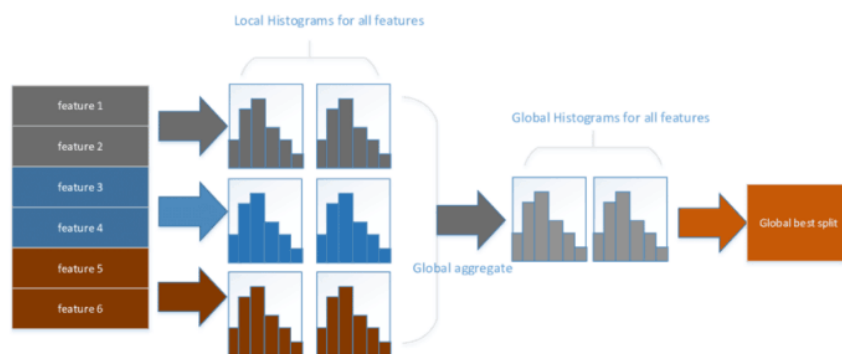 Local Histograms for all features
feature 1
feature 2
feature 3
feature 4
feature 5
feature 6
Global aggregate
Global Histograms for all features
Global best split